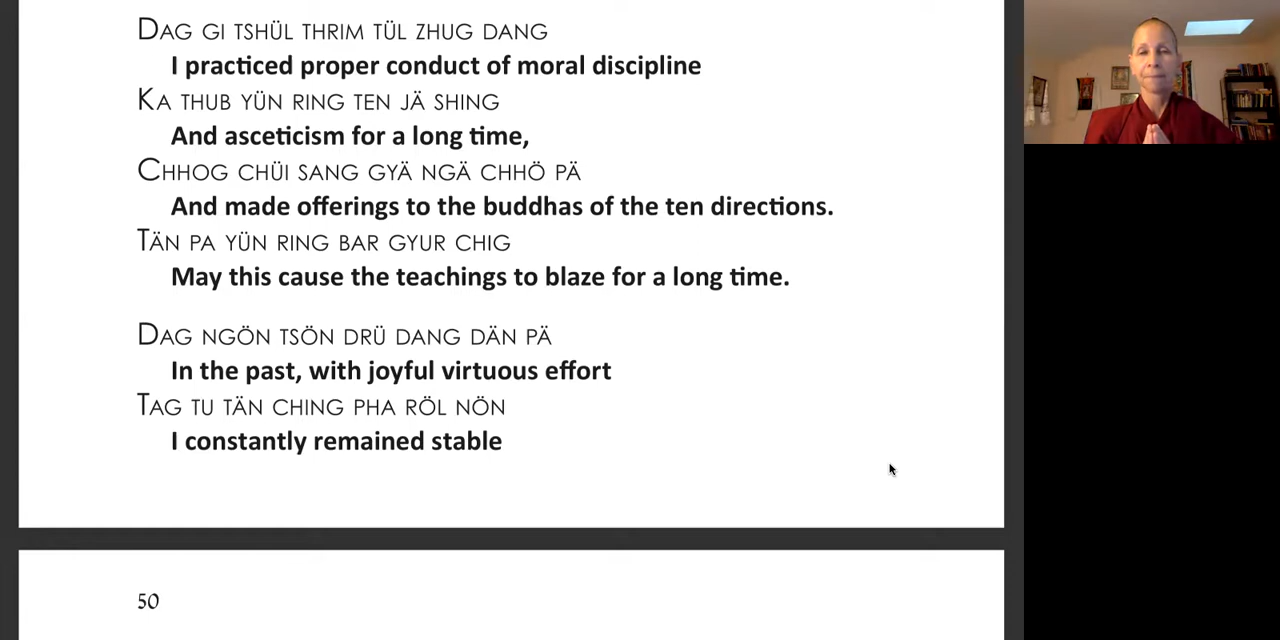 DAG GI TSHÜL THRIM TÜL ZHUG DANG
I practiced proper conduct of moral discipline
KA THUB YÜN RING TEN JÄ SHING
And asceticism for a long time,
CHHOG CHÜI SANG GYÄ NGÄ CHHÖ PÄ
And made offerings to the buddhas of the ten directions.
TÄN PA YÜN RING BAR GYUR CHIG
May this cause the teachings to blaze for a long time.
DAG NGÖN TSÖN DRÜ DANG DÄN PÄ
In the past, with joyful virtuous effort
TAG TU TÄN CHING PHA RÖL NÖN
I constantly remained stable
50